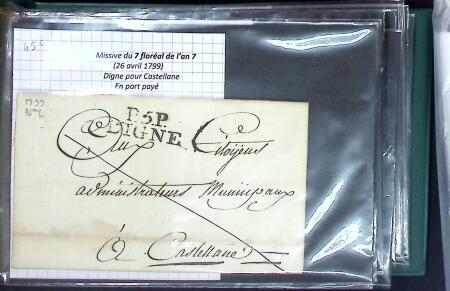 45 €
Missive du 7 floréal de l'an 7
(26 avril 1799)
Digne pour Castellane
En port payé
1799
P.5.P.
DIGNE
Aux Citoyens
administrateurs Municipaux
à Castellane